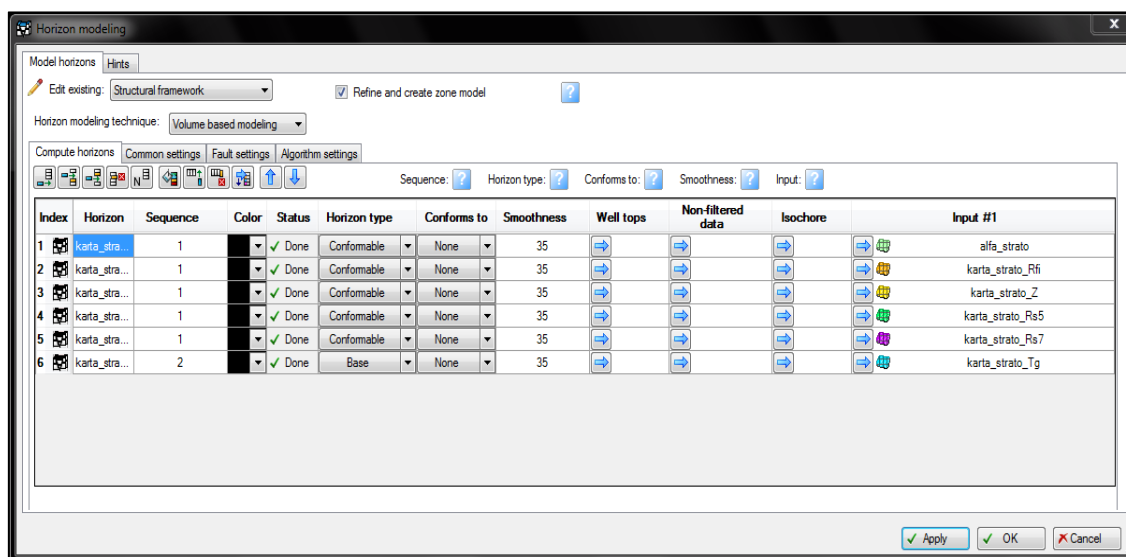 Horizon modeling
x
Model horizons Hints
Edit existing: Structural framework Refine and create zone model ?
Horizon modeling technique: Volume based modeling
Compute horizons Common settings Fault settings Algorithm settings
Sequence: ? Horizon type: ? Conforms to: ? Smoothness: ? Input: ?
Index Horizon Sequence Color Status Horizon type Conforms to Smoothness Well tops Non-filtered data Isochore Input #1
1 karta_stra... 1 Done Conformable None 35 alfa_strato
2 karta_stra... 1 Done Conformable None 35 karta_strato_Rfi
3 karta_stra... 1 Done Conformable None 35 karta_strato_Z
4 karta_stra... 1 Done Conformable None 35 karta_strato_Rs5
5 karta_stra... 1 Done Conformable None 35 karta_strato_Rs7
6 karta_stra... 2 Done Base None 35 karta_strato_Tg
Apply OK Cancel